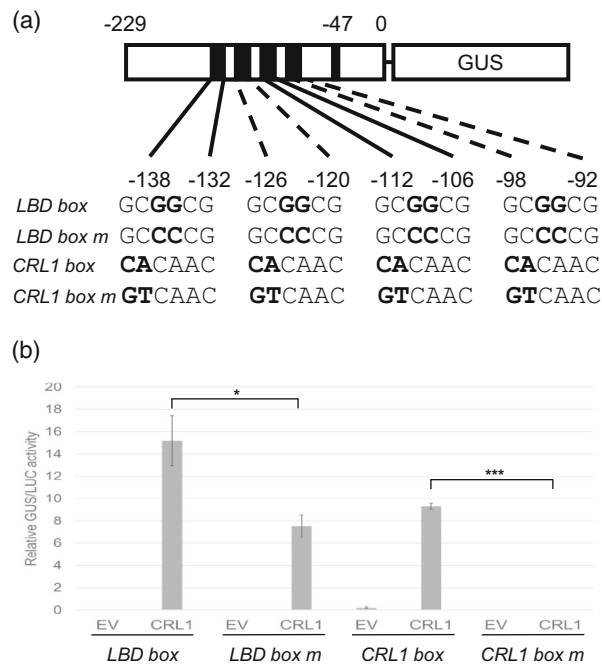 (a)
-229 -47 0
GUS
-138 -132 -126 -120 -112 -106 -98 -92
LBD box GCGGCG GCGGCG GCGGCG GCGGCG
LBD box m GCCCCG GCCCCG GCCCCG GCCCCG
CRL1 box CACAAC CACAAC CACAAC CACAAC
CRL1 box m GTCAAC GTCAAC GTCAAC GTCAAC
(b)
Relative GUS/LUC activity
20
18
16
14
12
10
8
6
4
2
0
*
***
EV CRL1 EV CRL1 EV CRL1 EV CRL1
LBD box LBD box m CRL1 box CRL1 box m